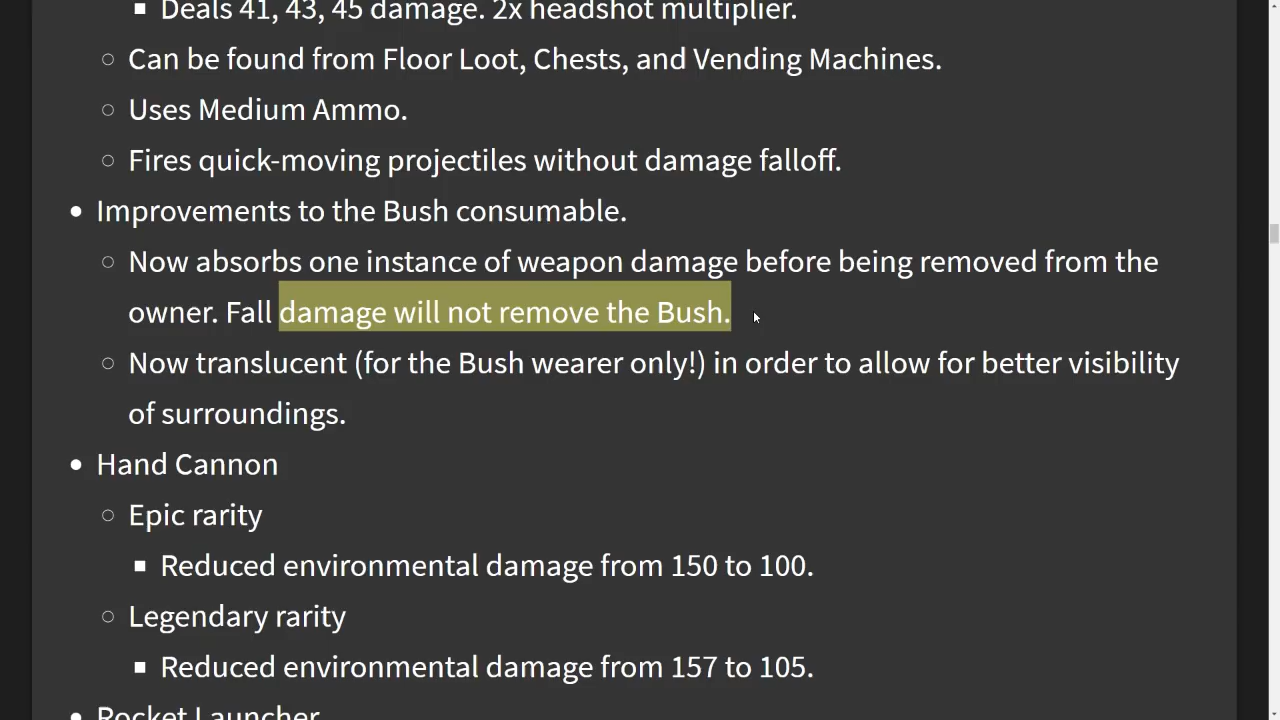 Deals 41, 43, 45 damage. 2x headshot multiplier.
Can be found from Floor Loot, Chests, and Vending Machines.
Uses Medium Ammo.
Fires quick-moving projectiles without damage falloff.
Improvements to the Bush consumable.
Now absorbs one instance of weapon damage before being removed from the
owner. Fall damage will not remove the Bush.
Now translucent (for the Bush wearer only!) in order to allow for better visibility
of surroundings.
Hand Cannon
Epic rarity
Reduced environmental damage from 150 to 100.
Legendary rarity
Reduced environmental damage from 157 to 105.
Rocket Launcher